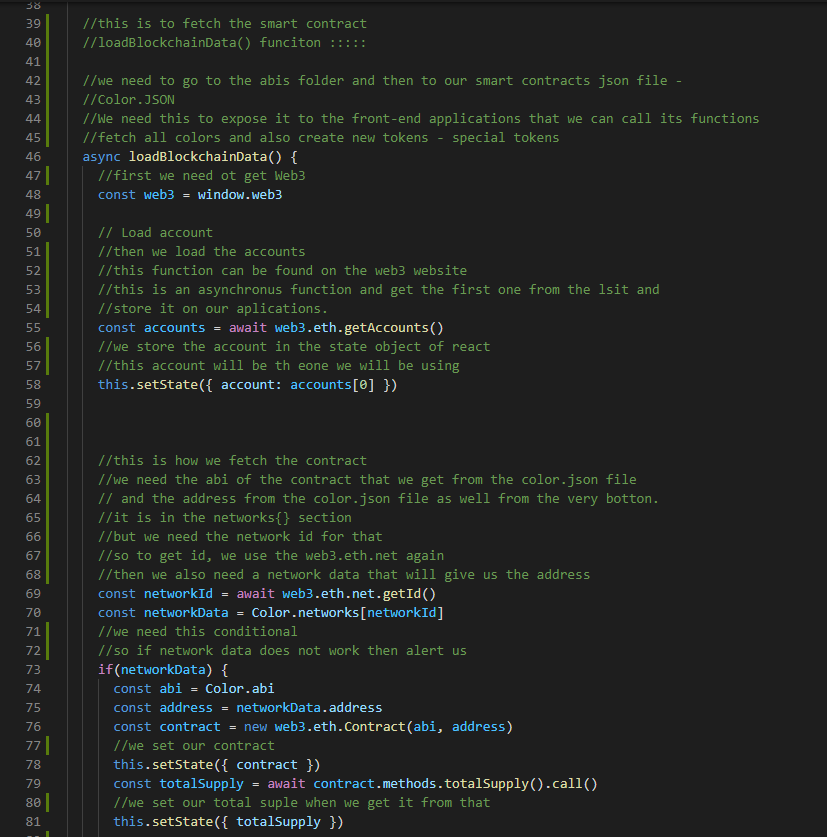 38
39 //this is to fetch the smart contract
40 //loadBlockchainData() funciton :::::
41
42 //we need to go to the abis folder and then to our smart contracts json file -
43 //Color.JSON
44 //We need this to expose it to the front-end applications that we can call its functions
45 //fetch all colors and also create new tokens - special tokens
46 async loadBlockchainData() {
47 //first we need ot get Web3
48 const web3 = window.web3
49
50 // Load account
51 //then we load the accounts
52 //this function can be found on the web3 website
53 //this is an asynchronus function and get the first one from the lsit and
54 //store it on our aplications.
55 const accounts = await web3.eth.getAccounts()
56 //we store the account in the state object of react
57 //this account will be th eone we will be using
58 this.setState({ account: accounts[0] })
59
60
61
62 //this is how we fetch the contract
63 //we need the abi of the contract that we get from the color.json file
64 // and the address from the color.json file as well from the very botton.
65 //it is in the networks{} section
66 //but we need the network id for that
67 //so to get id, we use the web3.eth.net again
68 //then we also need a network data that will give us the address
69 const networkId = await web3.eth.net.getId()
70 const networkData = Color.networks[networkId]
71 //we need this conditional
72 //so if network data does not work then alert us
73 if(networkData) {
74 const abi = Color.abi
75 const address = networkData.address
76 const contract = new web3.eth.Contract(abi, address)
77 //we set our contract
78 this.setState({ contract })
79 const totalSupply = await contract.methods.totalSupply().call()
80 //we set our total suple when we get it from that
81 this.setState({ totalSupply })